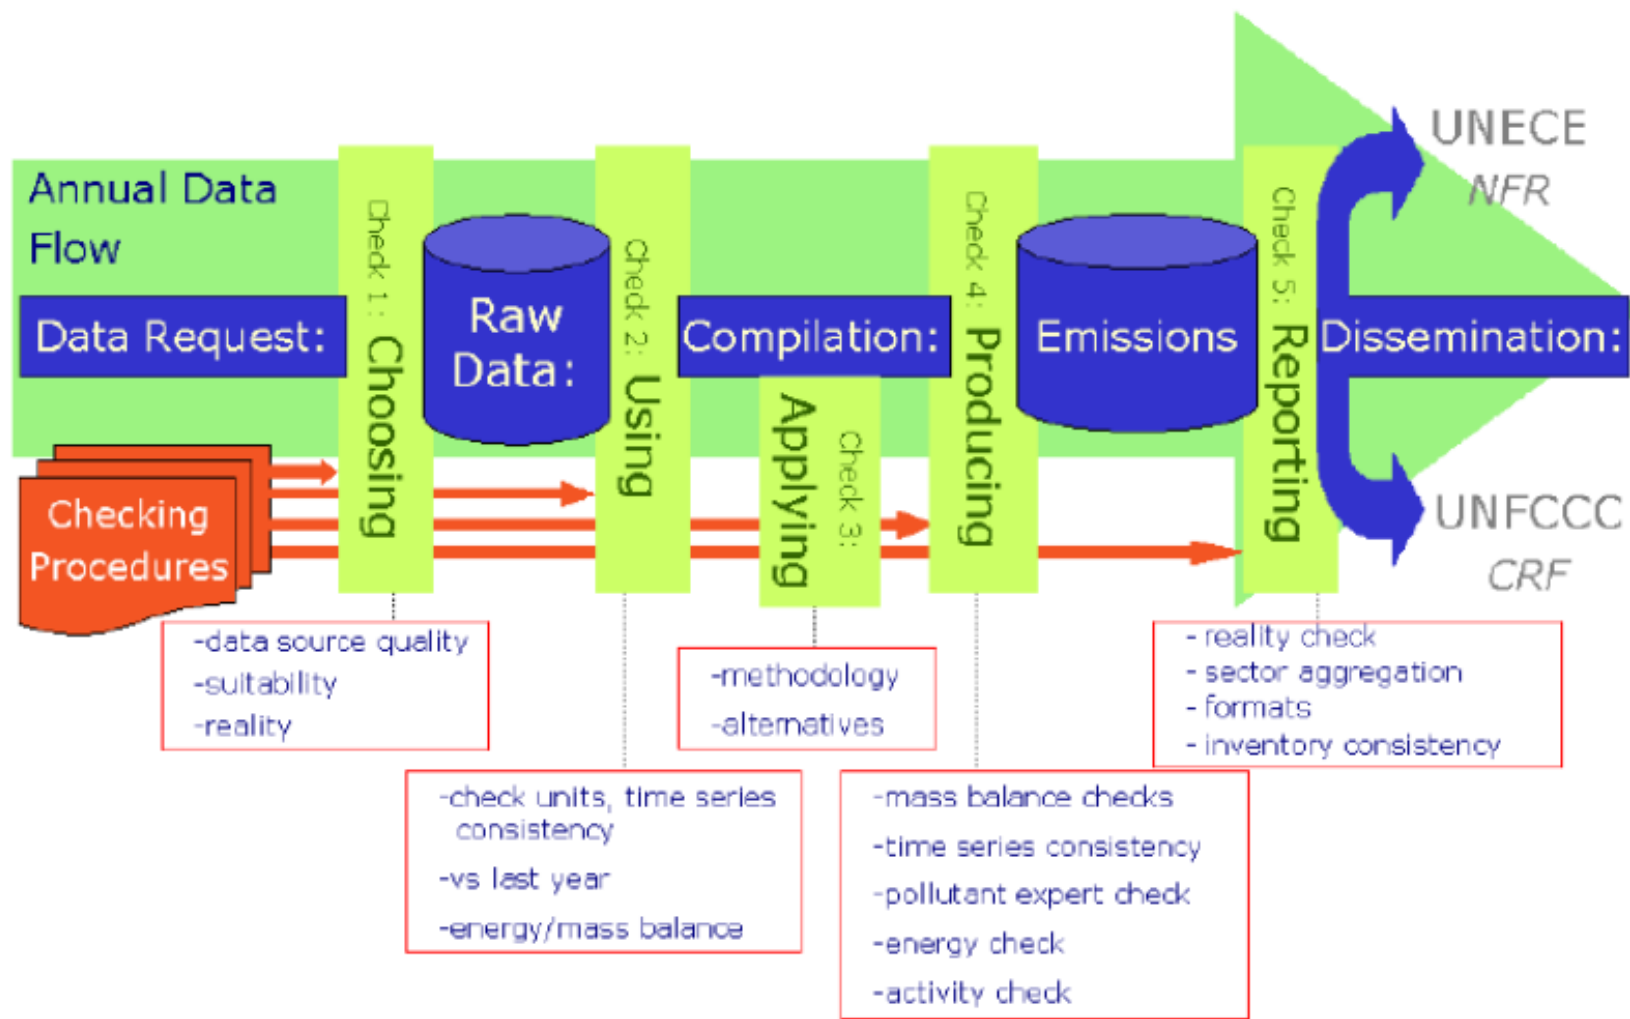 Annual Data
Flow
Data Request:
Check 1:
Choosing
Raw
Data:
Check 2:
Using
Compilation:
Applying
Check 3:
Check 4:
Producing
Emissions
Check 5:
Reporting
Dissemination:
UNECE
NFR
UNFCCC
CRF
Checking
Procedures
-data source quality
-suitability
-reality
-check units, time series
consistency
-vs last year
-energy/mass balance
-methodology
-alternatives
-mass balance checks
-time series consistency
-pollutant expert check
-energy check
-activity check
- reality check
- sector aggregation
- formats
- inventory consistency